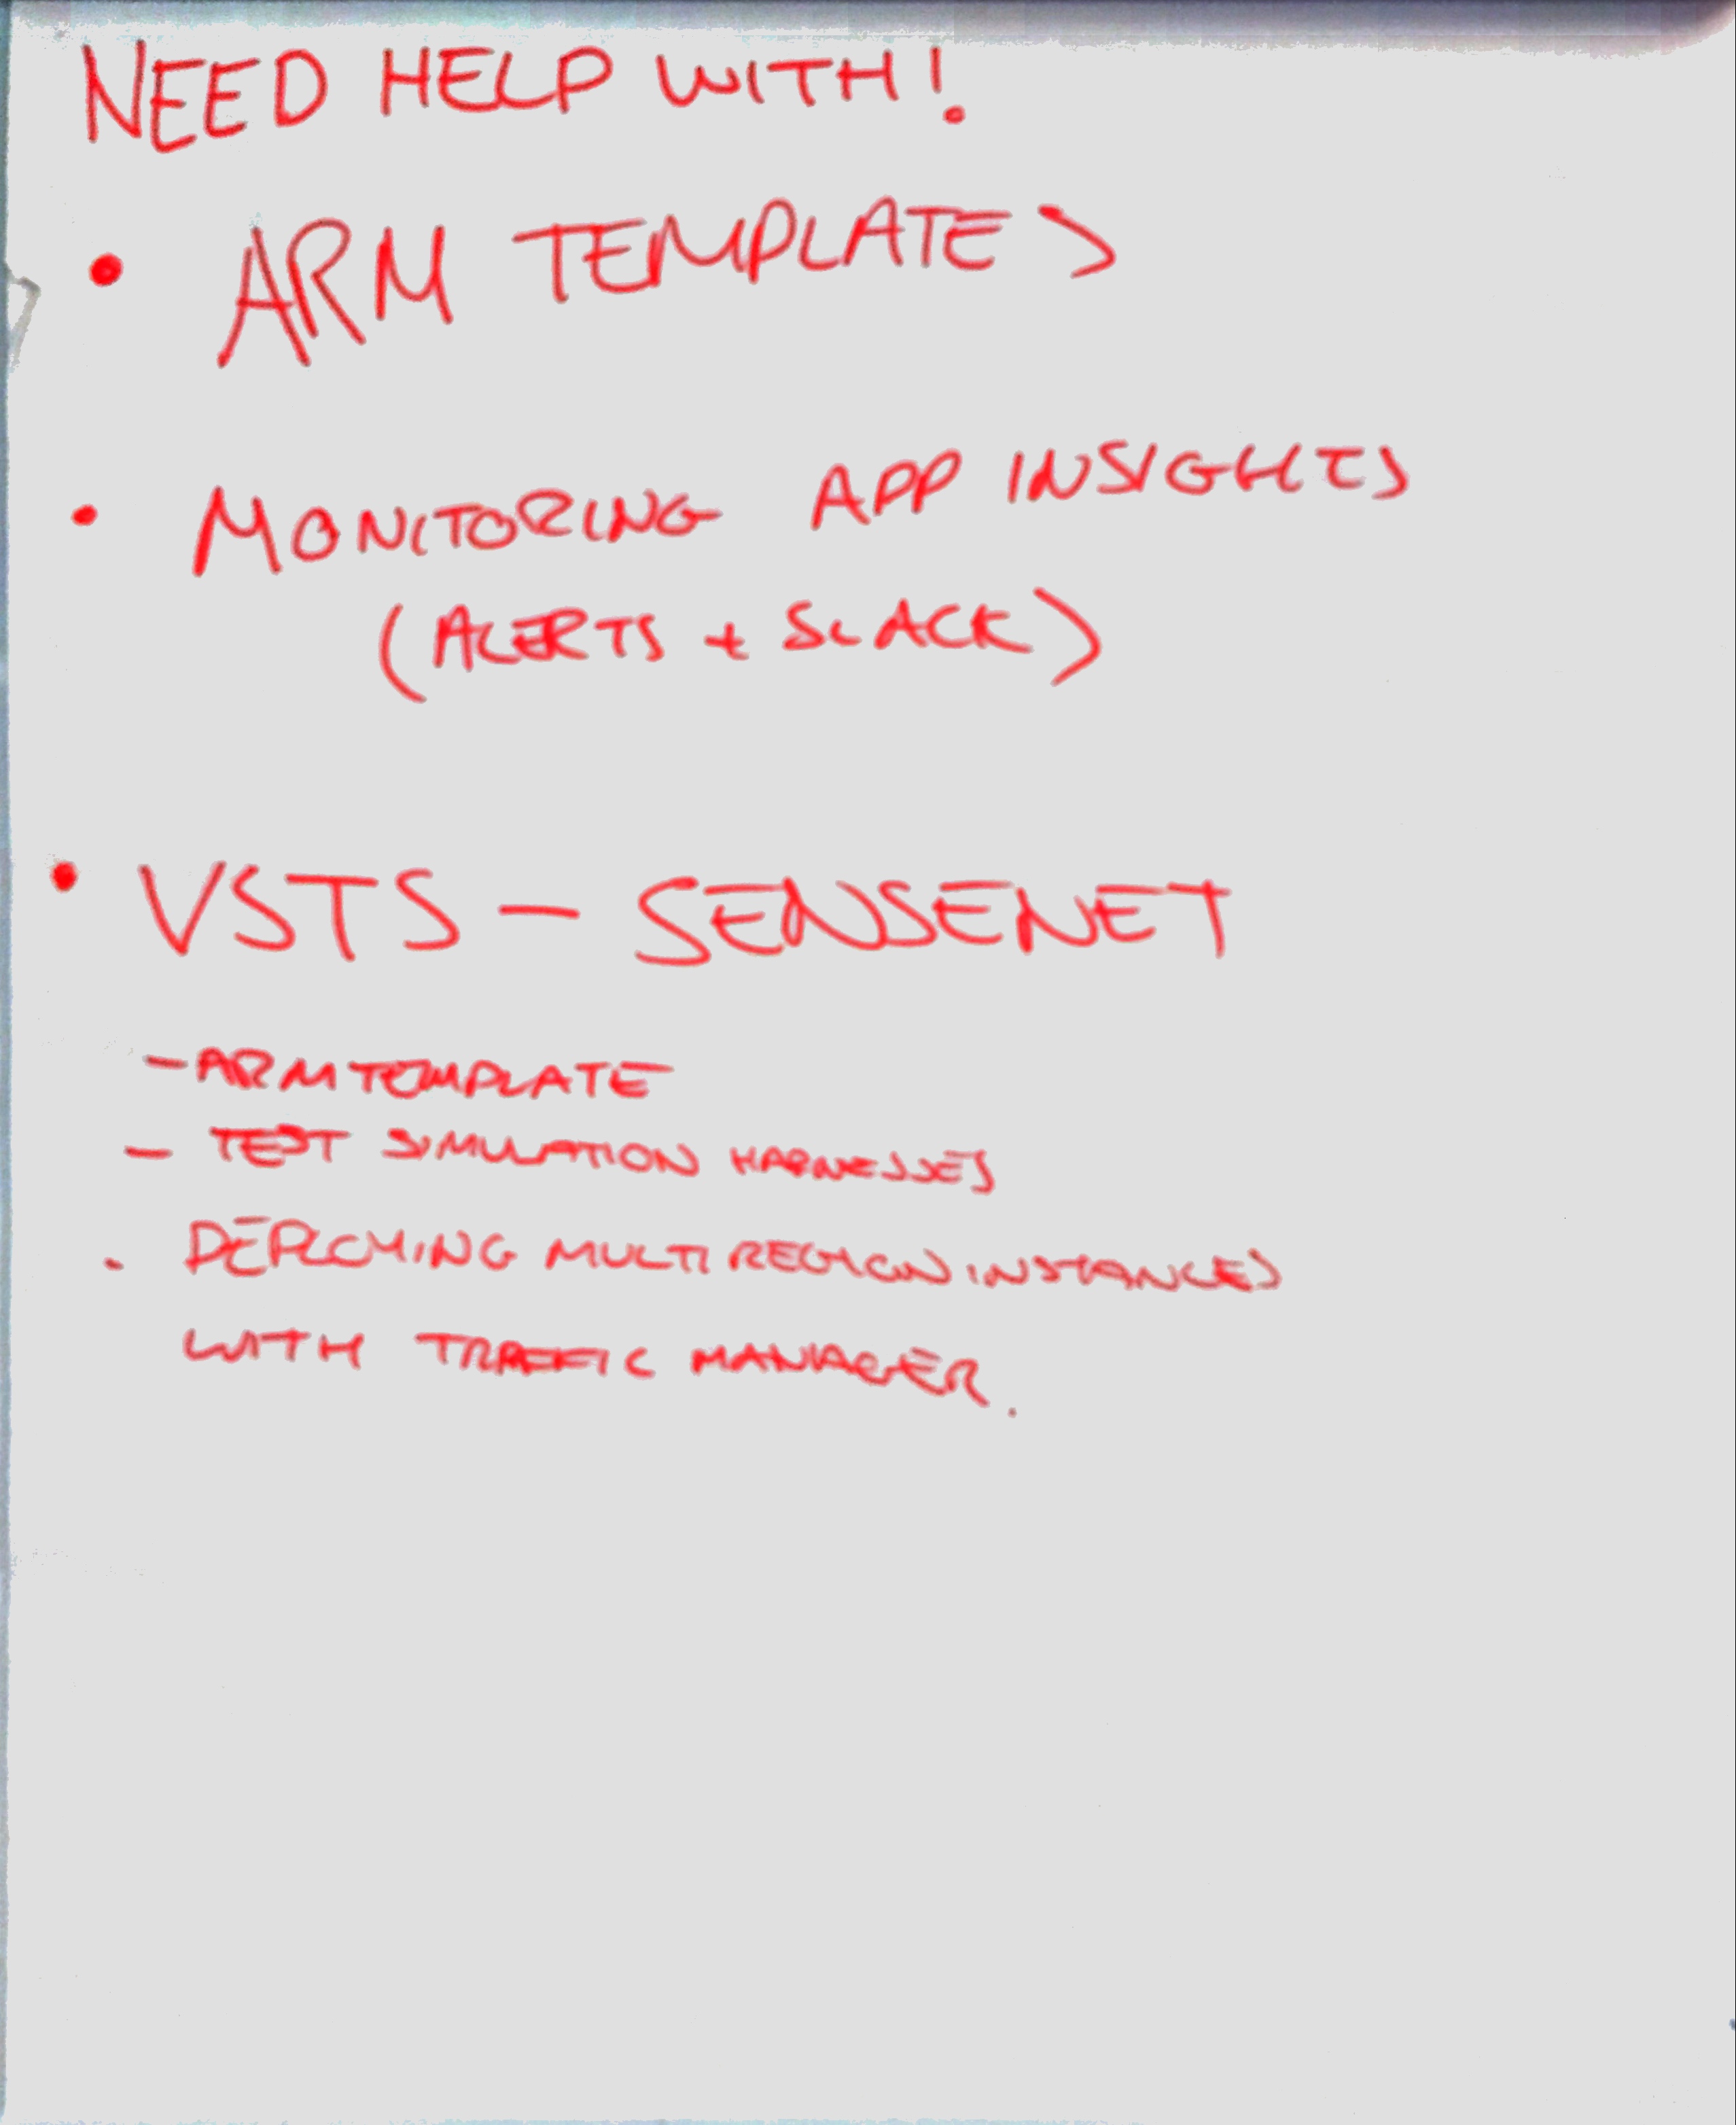 NEED HELP WITH!
• ARM TEMPLATES
• MONITORING APP INSIGHTS
(ALERTS + SLACK)
• VSTS - SENSENET
- ARM TEMPLATE
- TEST SIMULATION HARNESSES
. DEPLOYING MULTI REGION INSTANCES
WITH TRAFFIC MANAGER.